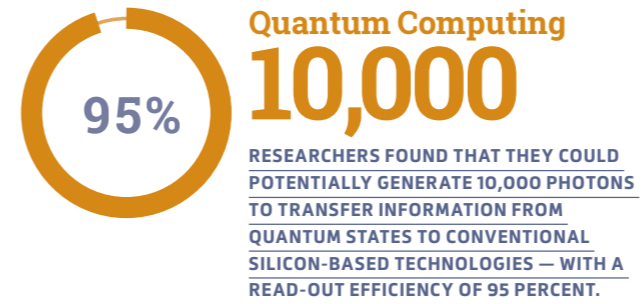 95%
Quantum Computing
10,000
RESEARCHERS FOUND THAT THEY COULD
POTENTIALLY GENERATE 10,000 PHOTONS
TO TRANSFER INFORMATION FROM
QUANTUM STATES TO CONVENTIONAL
SILICON-BASED TECHNOLOGIES — WITH A
READ-OUT EFFICIENCY OF 95 PERCENT.